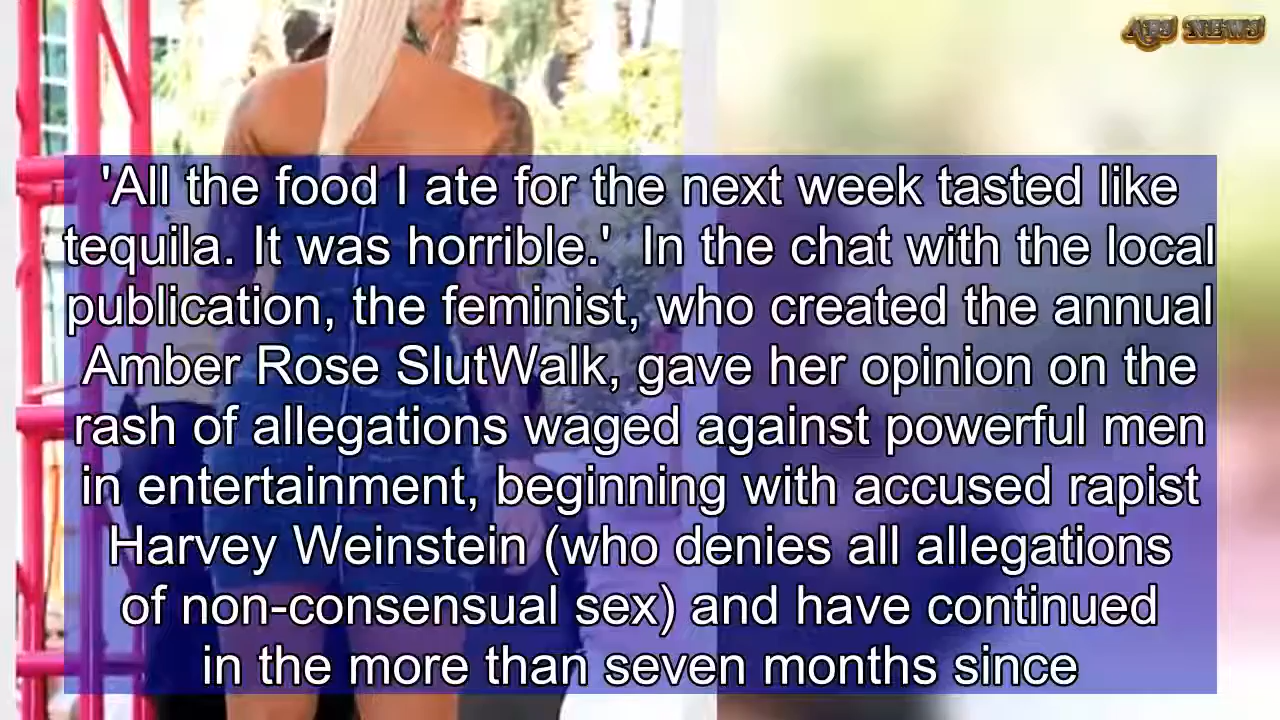 ABS NEWS
'All the food I ate for the next week tasted like
tequila. It was horrible.'  In the chat with the local
publication, the feminist, who created the annual
Amber Rose SlutWalk, gave her opinion on the
rash of allegations waged against powerful men
in entertainment, beginning with accused rapist
Harvey Weinstein (who denies all allegations
of non-consensual sex) and have continued
in the more than seven months since